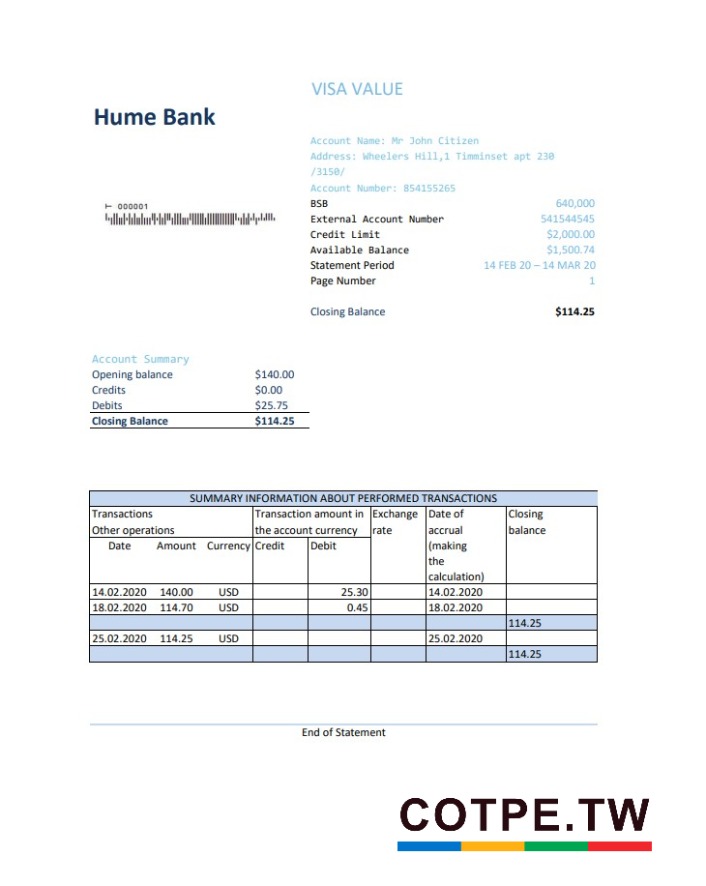 VISA VALUE
Hume Bank
Account Name: Mr John Citizen
Address: Wheelers Hill,1 Timminset apt 230
/3150/
Account Number: 854155265
000001
BSB 640,000
External Account Number 541544545
Credit Limit $2,000.00
Available Balance $1,500.74
Statement Period 14 FEB 20 – 14 MAR 20
Page Number 1
Closing Balance $114.25
Account Summary
Opening balance $140.00
Credits $0.00
Debits $25.75
Closing Balance $114.25
SUMMARY INFORMATION ABOUT PERFORMED TRANSACTIONS
Transactions Transaction amount in Exchange Date of Closing
Other operations the account currency rate accrual balance
Date Amount Currency Credit Debit (making
the
calculation)
14.02.2020 140.00 USD 25.30 14.02.2020
18.02.2020 114.70 USD 0.45 18.02.2020
114.25
25.02.2020 114.25 USD 25.02.2020
114.25
End of Statement
COTPE.TW